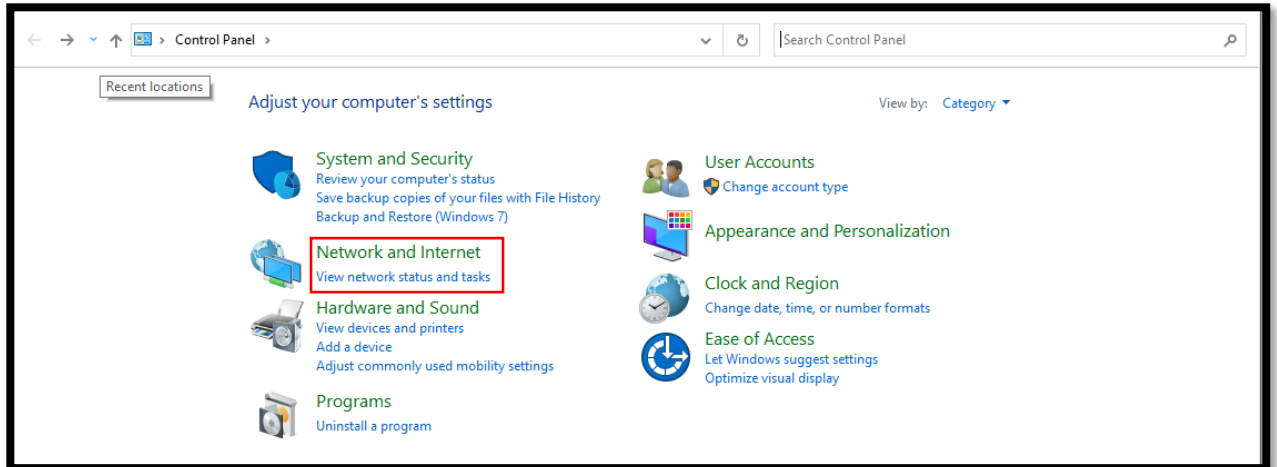 Control Panel
Search Control Panel
Recent locations
Adjust your computer's settings
View by: Category
System and Security
Review your computer's status
Save backup copies of your files with File History
Backup and Restore (Windows 7)
Network and Internet
View network status and tasks
Hardware and Sound
View devices and printers
Add a device
Adjust commonly used mobility settings
Programs
Uninstall a program
User Accounts
Change account type
Appearance and Personalization
Clock and Region
Change date, time, or number formats
Ease of Access
Let Windows suggest settings
Optimize visual display